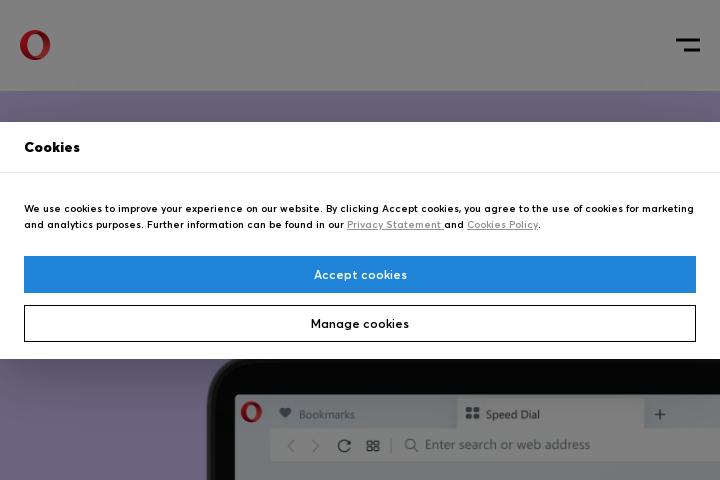 Cookies
We use cookies to improve your experience on our website. By clicking Accept cookies, you agree to the use of cookies for marketing
and analytics purposes. Further information can be found in our Privacy Statement and Cookies Policy.
Accept cookies
Manage cookies
Bookmarks
Speed Dial
Enter search or web address